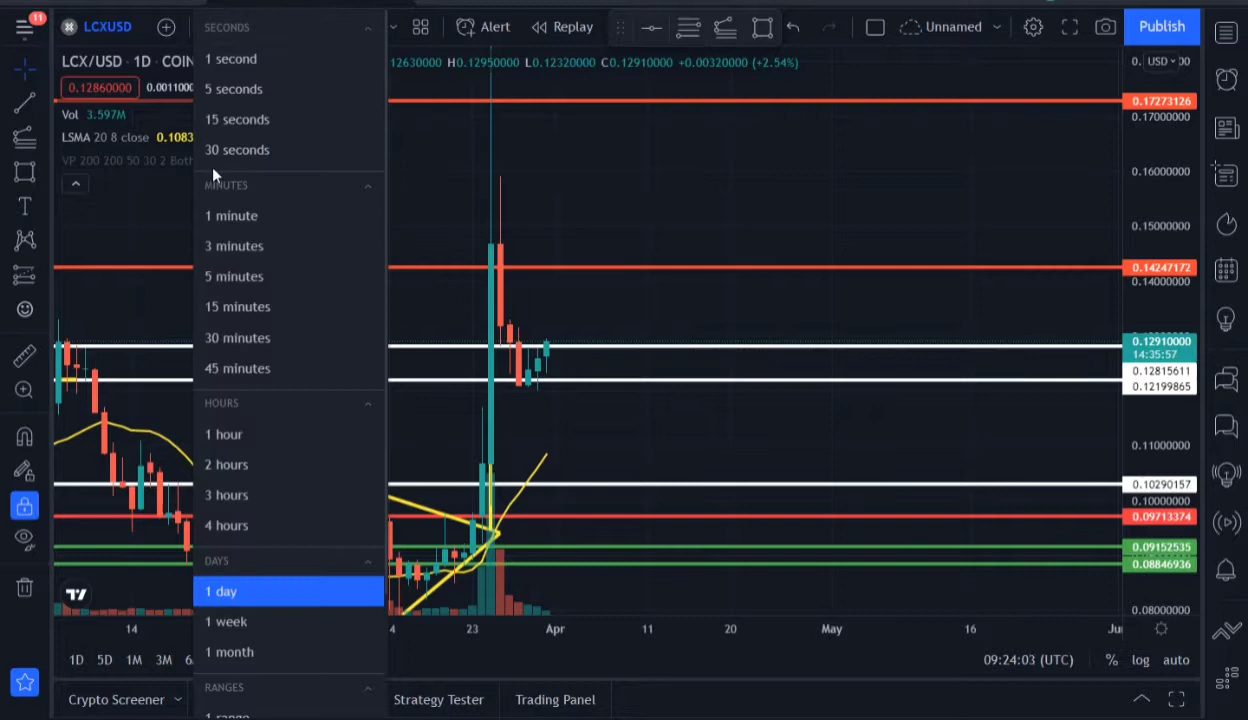 11
LCXUSD
Alert
Replay
Unnamed
Publish
LCX/USD · 1D · COIN
12630000 H0.12950000 L0.12320000 C0.12910000 +0.00320000 (+2.54%)
USD
0.12860000
0.0011000
Vol 3.597M
LSMA 20 8 close 0.1083
VP 200 200 50 30 2 Both
SECONDS
1 second
5 seconds
15 seconds
30 seconds
MINUTES
1 minute
3 minutes
5 minutes
15 minutes
30 minutes
45 minutes
HOURS
1 hour
2 hours
3 hours
4 hours
DAYS
1 day
1 week
1 month
RANGES
1 range
0.17273126
0.17000000
0.16000000
0.15000000
0.14247172
0.14000000
0.12910000
14:35:57
0.12815611
0.12199865
0.11000000
0.10290157
0.10000000
0.09713374
0.09152535
0.08846936
0.08000000
14
4
23
Apr
11
20
May
16
Ju
1D 5D 1M 3M 6
09:24:03 (UTC)
% log auto
Crypto Screener
Strategy Tester
Trading Panel